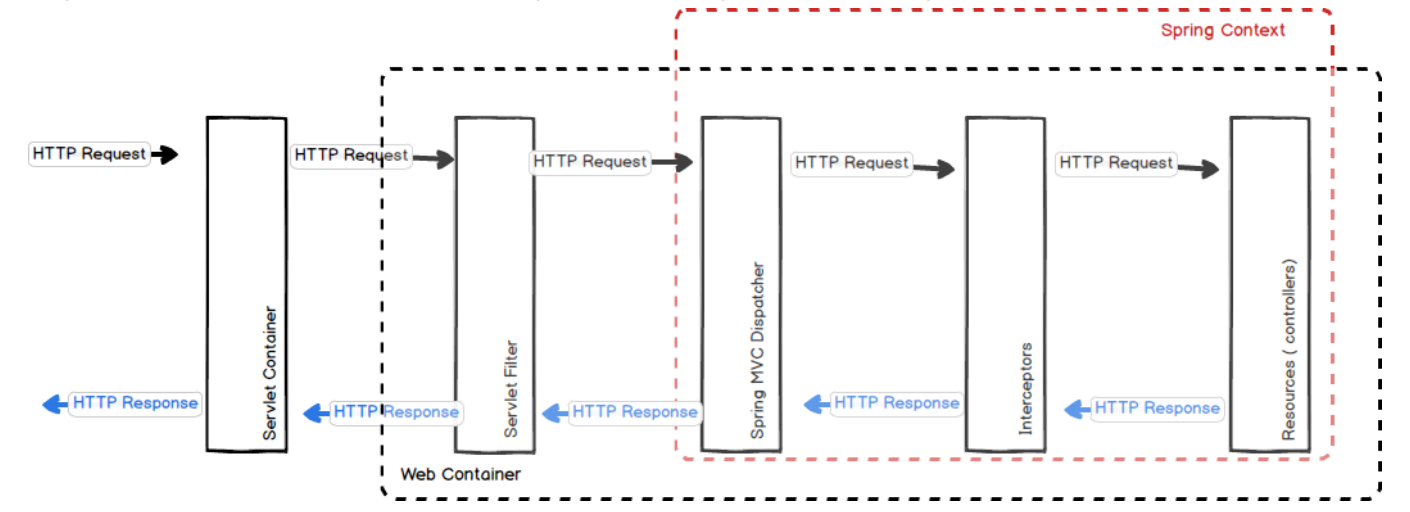 Spring Context
HTTP Request
HTTP Request
HTTP Request
HTTP Request
HTTP Request
Servlet Container
Servlet Filter
Spring MVC Dispatcher
Interceptors
Resources ( controllers)
HTTP Response
HTTP Response
HTTP Response
HTTP Response
HTTP Response
Web Container